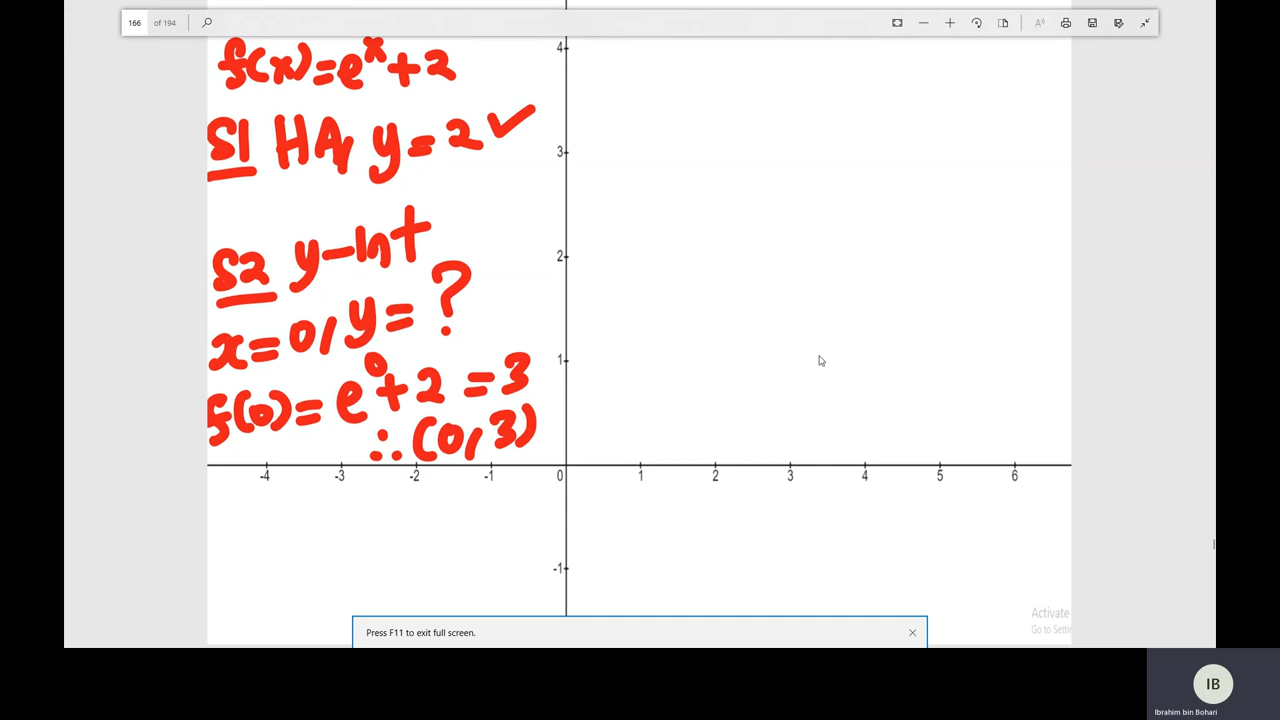 166 of 194
f(x)=e^x+2
S1 HA, y=2✓
S2 y-int
x=0, y=?
f(0)=e^0+2=3
∴(0,3)
4
3
2
1
-4 -3 -2 -1 0 1 2 3 4 5 6
-1
Activate
Go to Settin
Press F11 to exit full screen.
IB
Ibrahim bin Bohari